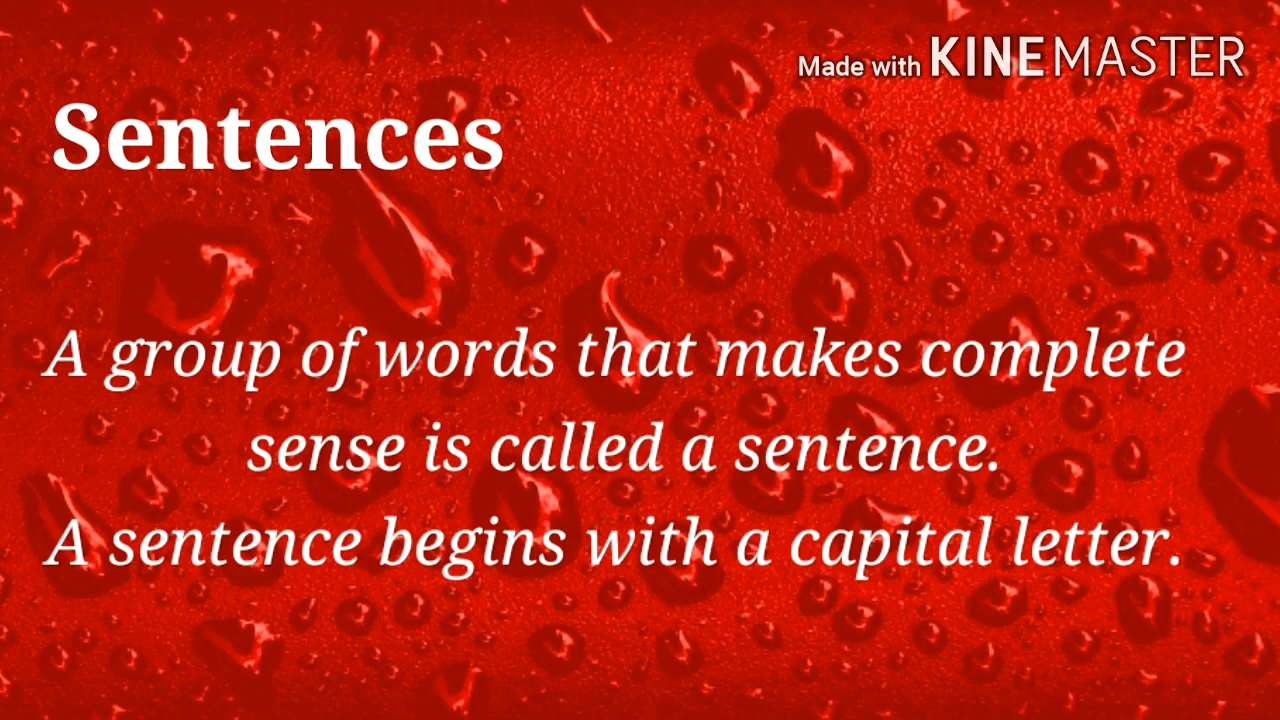 Made with KINEMASTER
Sentences
A group of words that makes complete
sense is called a sentence.
A sentence begins with a capital letter.